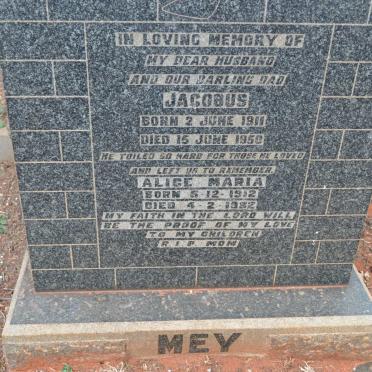 IN LOVING MEMORY OF
MY DEAR HUSBAND
AND OUR DARLING DAD
JACOBUS
BORN 2 JUNE 1911
DIED 15 JUNE 1959
HE TOILED SO HARD FOR THOSE HE LOVED
AND LEFT US TO REMEMBER
ALICE MARIA
BORN 5-12-1912
DIED 4-2-1982
MY FAITH IN THE LORD WILL
BE THE PROOF OF MY LOVE
TO MY CHILDREN
R.I.P. MOM
MEY